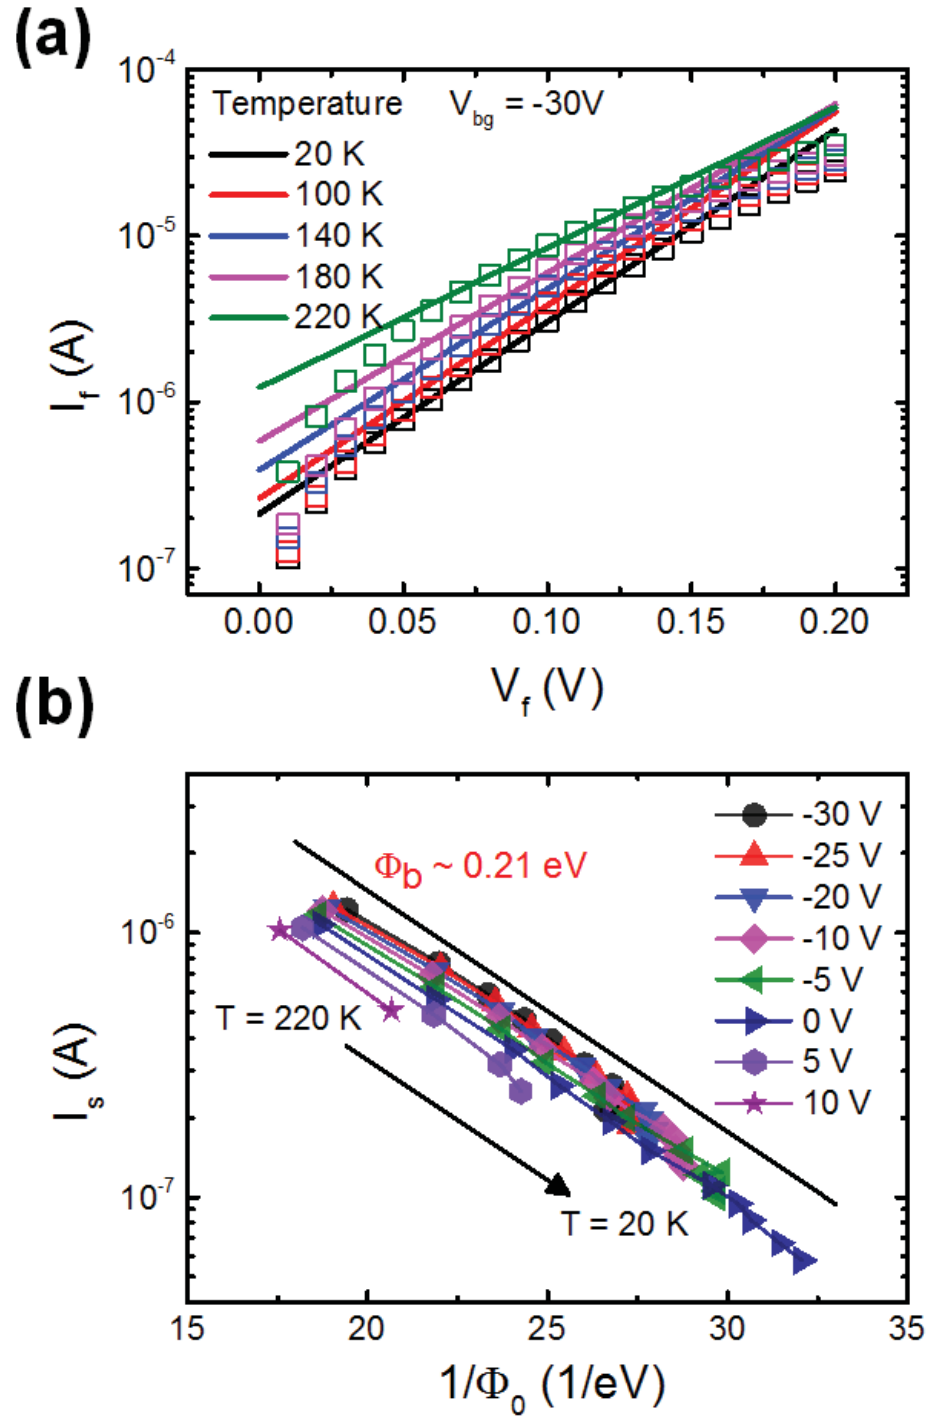 (a)
10⁻⁴
Temperature V_bg = -30V
20 K
100 K
140 K
180 K
220 K
10⁻⁵
10⁻⁶
10⁻⁷
I_f (A)
0.00 0.05 0.10 0.15 0.20
V_f (V)
(b)
Φ_b ~ 0.21 eV
-30 V
-25 V
-20 V
-10 V
-5 V
0 V
5 V
10 V
10⁻⁶
T = 220 K
I_s (A)
10⁻⁷
T = 20 K
15 20 25 30 35
1/Φ₀ (1/eV)